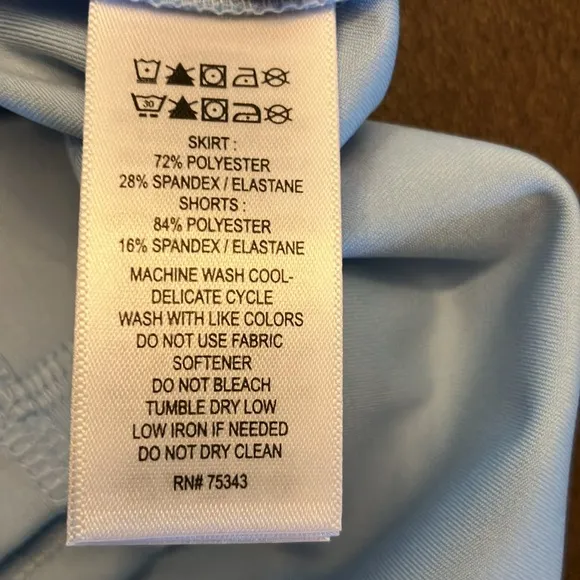 30
SKIRT :
72% POLYESTER
28% SPANDEX / ELASTANE
SHORTS :
84% POLYESTER
16% SPANDEX / ELASTANE
MACHINE WASH COOL-
DELICATE CYCLE
WASH WITH LIKE COLORS
DO NOT USE FABRIC
SOFTENER
DO NOT BLEACH
TUMBLE DRY LOW
LOW IRON IF NEEDED
DO NOT DRY CLEAN
RN# 75343